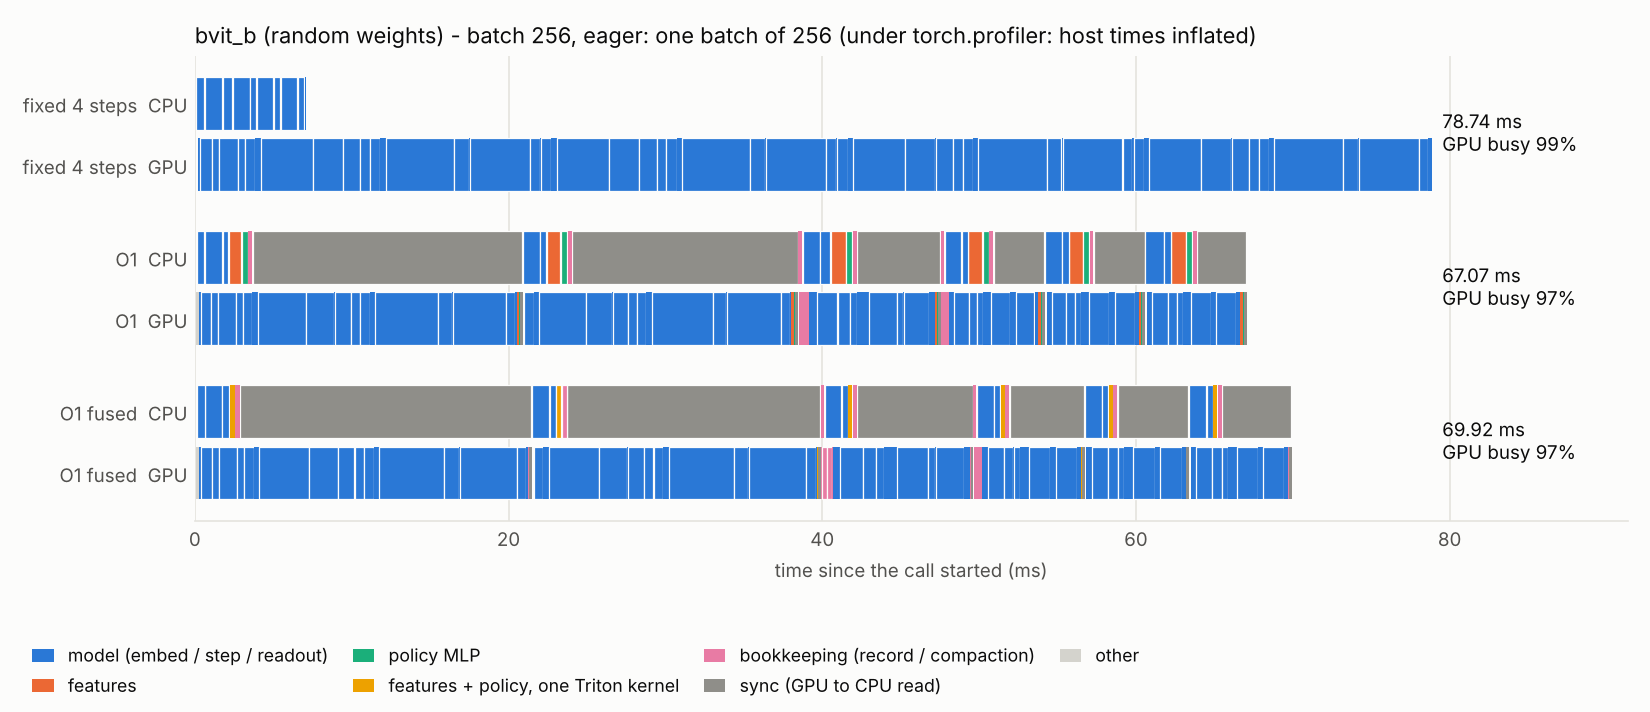 bvit_b (random weights) - batch 256, eager: one batch of 256 (under torch.profiler: host times inflated)
fixed 4 steps CPU
fixed 4 steps GPU
78.74 ms
GPU busy 99%
O1 CPU
O1 GPU
67.07 ms
GPU busy 97%
O1 fused CPU
O1 fused GPU
69.92 ms
GPU busy 97%
0 20 40 60 80
time since the call started (ms)
model (embed / step / readout)
policy MLP
bookkeeping (record / compaction)
other
features
features + policy, one Triton kernel
sync (GPU to CPU read)